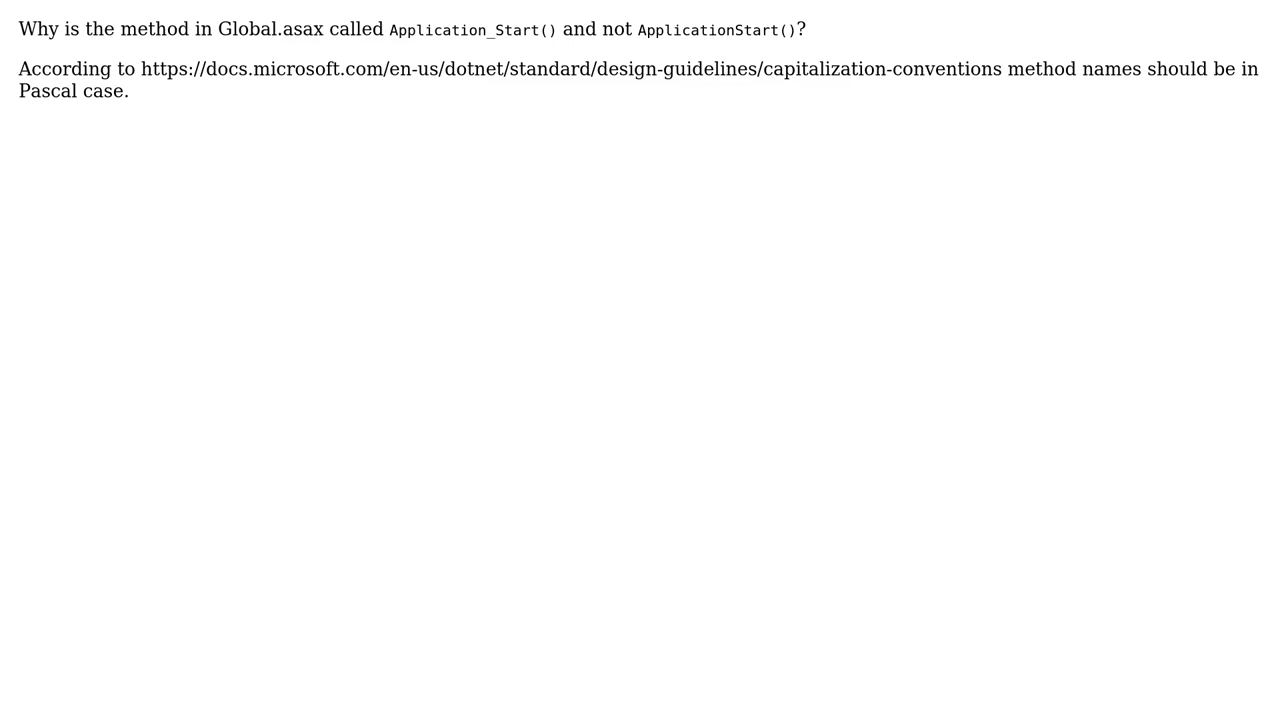 Why is the method in Global.asax called Application_Start() and not ApplicationStart()?
According to https://docs.microsoft.com/en-us/dotnet/standard/design-guidelines/capitalization-conventions method names should be in
Pascal case.